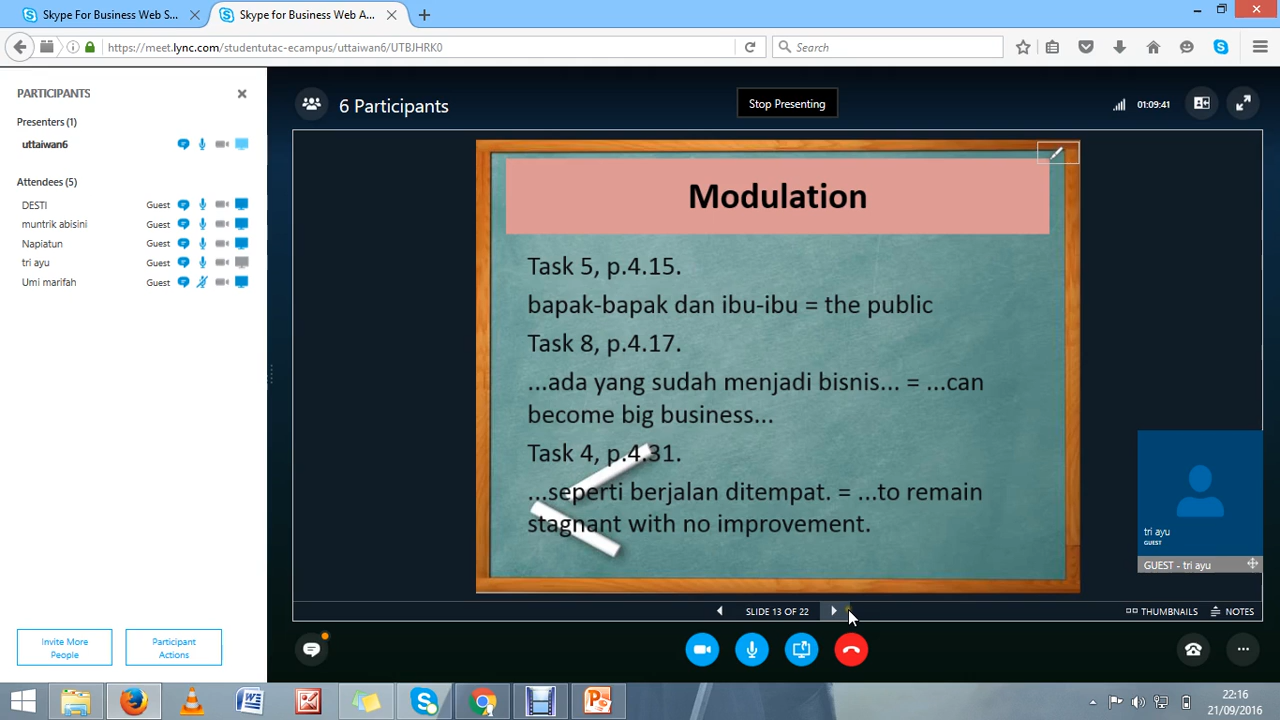 Skype For Business Web S...
Skype for Business Web A...
https://meet.lync.com/studentutac-ecampus/uttaiwan6/UTBJHRK0
Search
PARTICIPANTS
Presenters (1)
uttaiwan6
Attendees (5)
DESTI Guest
muntrik abisini Guest
Napiatun Guest
tri ayu Guest
Umi marifah Guest
Invite More
People
Participant
Actions
6 Participants
Stop Presenting
01:09:41
Modulation
Task 5, p.4.15.
bapak-bapak dan ibu-ibu = the public
Task 8, p.4.17.
...ada yang sudah menjadi bisnis... = ...can
become big business...
Task 4, p.4.31.
...seperti berjalan ditempat. = ...to remain
stagnant with no improvement.
tri ayu
GUEST
GUEST - tri ayu
SLIDE 13 OF 22
THUMBNAILS
NOTES
22:16
21/09/2016